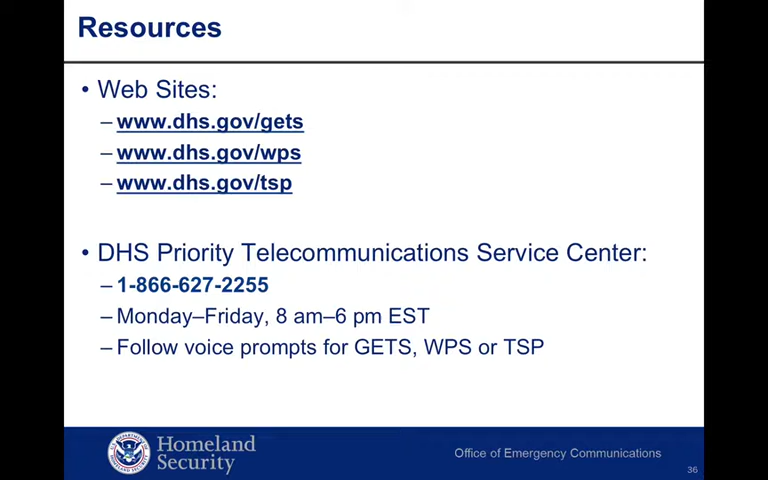 Resources
• Web Sites:
– www.dhs.gov/gets
– www.dhs.gov/wps
– www.dhs.gov/tsp
• DHS Priority Telecommunications Service Center:
– 1-866-627-2255
– Monday–Friday, 8 am–6 pm EST
– Follow voice prompts for GETS, WPS or TSP
Homeland
Security
Office of Emergency Communications
36